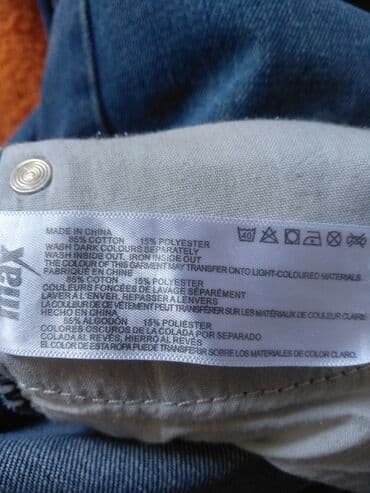 max
MADE IN CHINA
85% COTTON 15% POLYESTER
WASH DARK COLOURS SEPARATELY
WASH INSIDE OUT, IRON INSIDE OUT
THE COLOUR OF THIS GARMENT MAY TRANSFER ONTO LIGHT-COLOURED MATERIALS
FABRIQUÉ EN CHINE
85% COTON 15% POLYESTER
COULEURS FONCÉES DE LAVAGE SÉPARÉMENT
LAVER A L'ENVER, REPASSER A L'ENVERS
LA COULEUR DE CE VÊTEMENT PEUT TRANSFÉRER SUR LES MATÉRIAUX DE COULEUR CLAIRE
HECHO EN CHINA
85% ALGODÓN 15% POLIÉSTER
COLORES OSCUROS DE LA COLADA POR SEPARADO
COLADA AL REVÉS, HIERRO AL REVÉS
EL COLOR DE ESTA ROPA PUEDE TRANSFERIR SOBRE LOS MATERIALES DE COLOR CLARO.
40